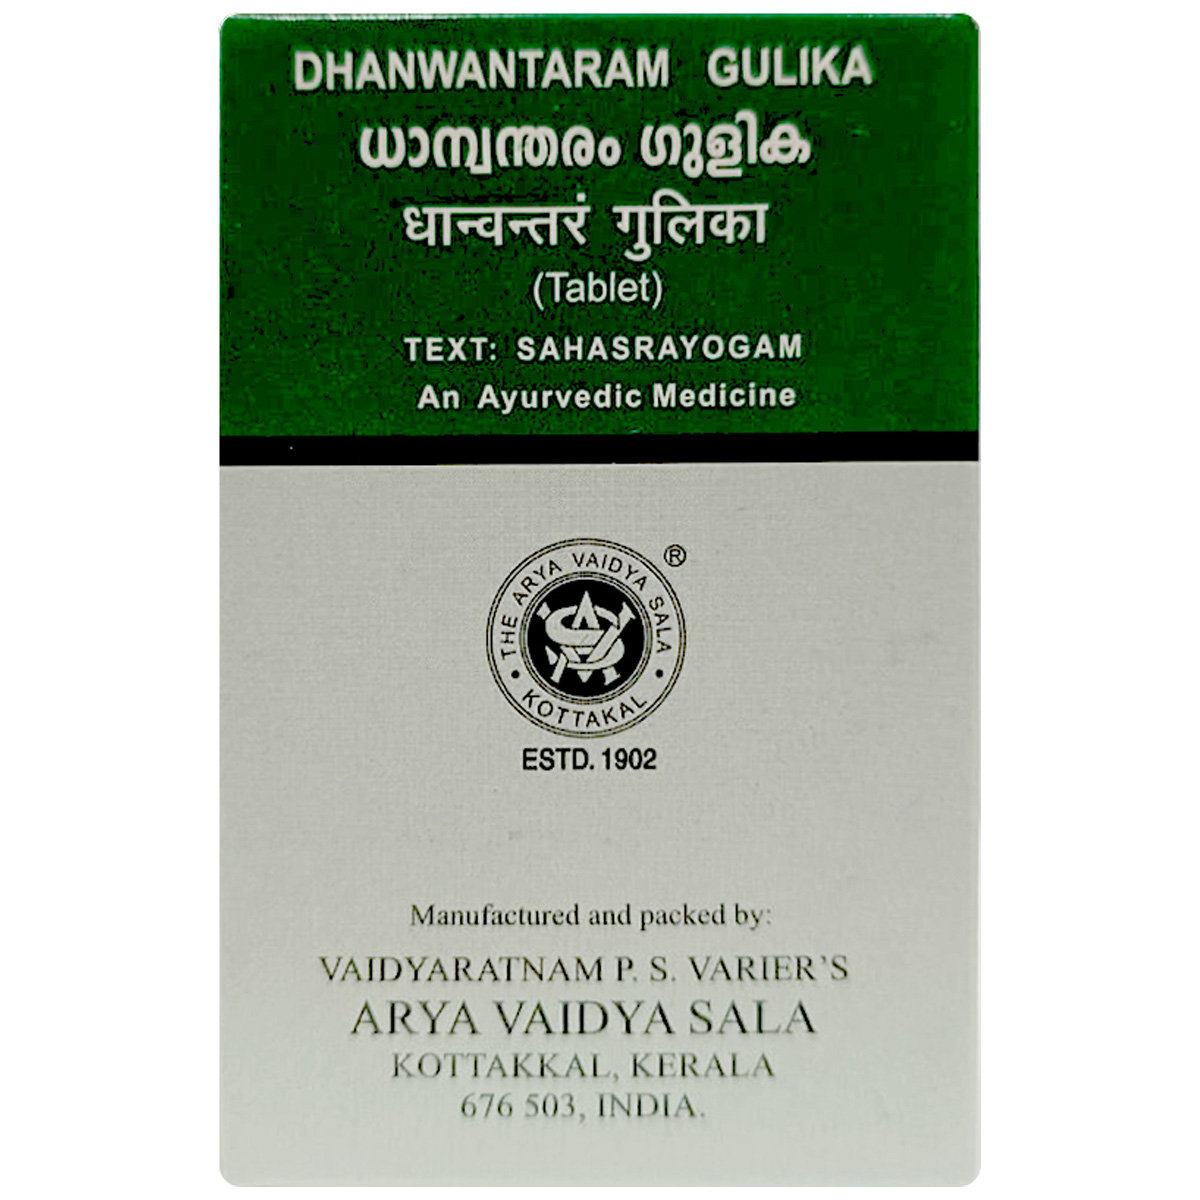 DHANWANTARAM GULIKA
ധാന്വന്തരം ഗുളിക
धान्वन्तरं गुलिका
(Tablet)
TEXT: SAHASRAYOGAM
An Ayurvedic Medicine
®
THE ARYA VAIDYA SALA
• KOTTAKAL •
ESTD. 1902
Manufactured and packed by:
VAIDYARATNAM P. S. VARIER'S
ARYA VAIDYA SALA
KOTTAKKAL, KERALA
676 503, INDIA.